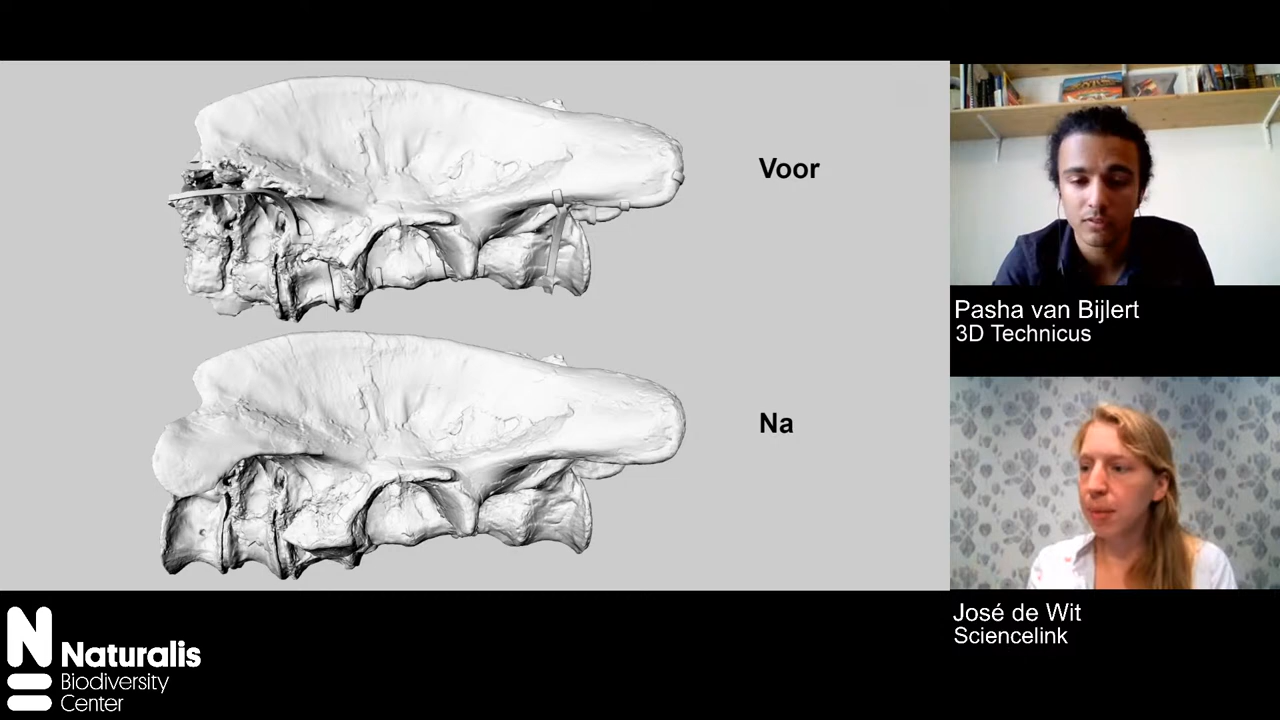 Voor
Na
Pasha van Bijlert
3D Technicus
José de Wit
Sciencelink
N Naturalis
Biodiversity
Center